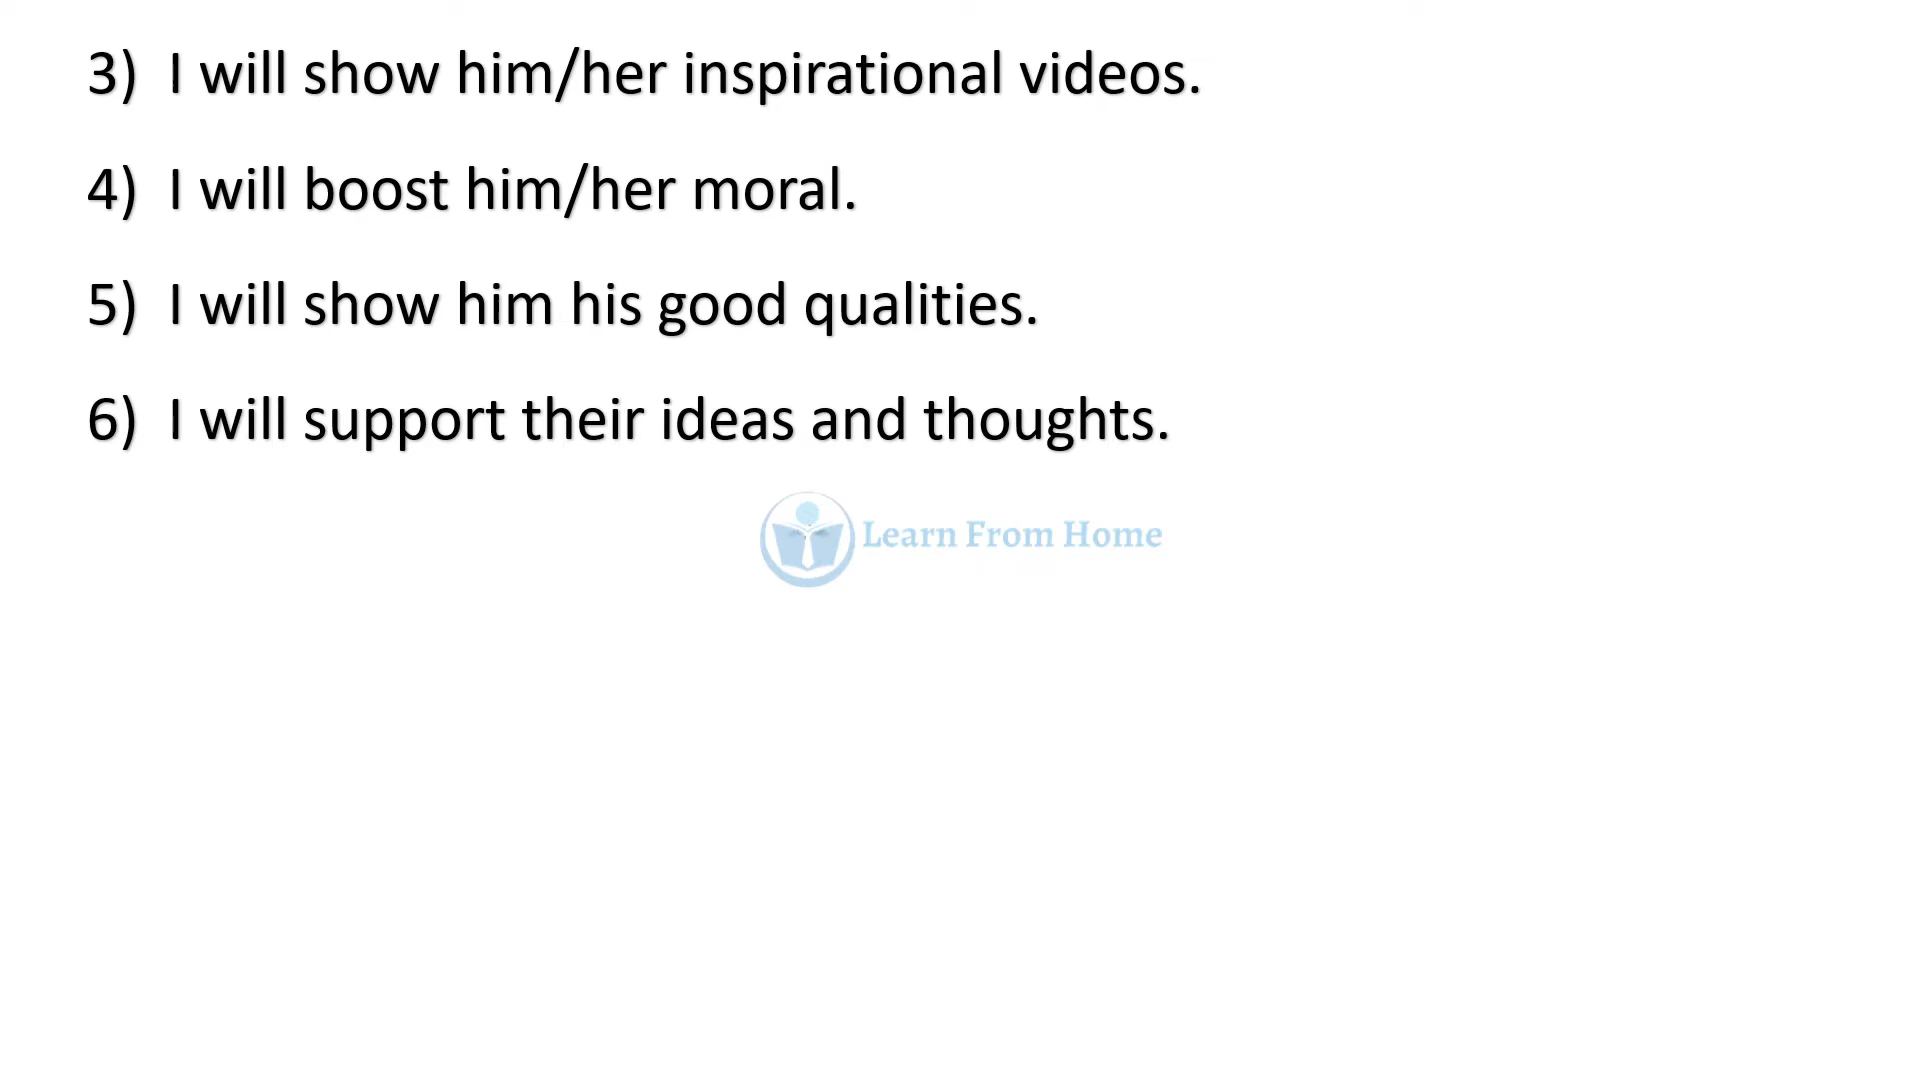 3) I will show him/her inspirational videos.
4) I will boost him/her moral.
5) I will show him his good qualities.
6) I will support their ideas and thoughts.
Learn From Home